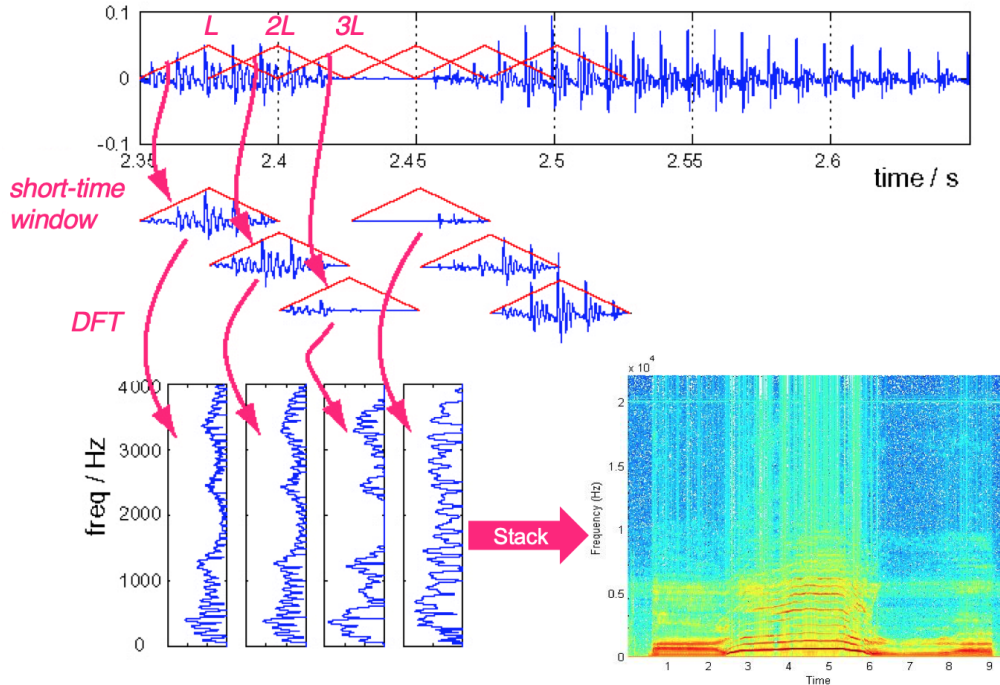 L 2L 3L
0.1
0
-0.1
2.35 2.4 2.45 2.5 2.55 2.6
time / s
short-time
window
DFT
4000
3000
2000
1000
0
freq / Hz
Stack
x 10⁴
2
1.5
1
0.5
0
Frequency (Hz)
1 2 3 4 5 6 7 8 9
Time